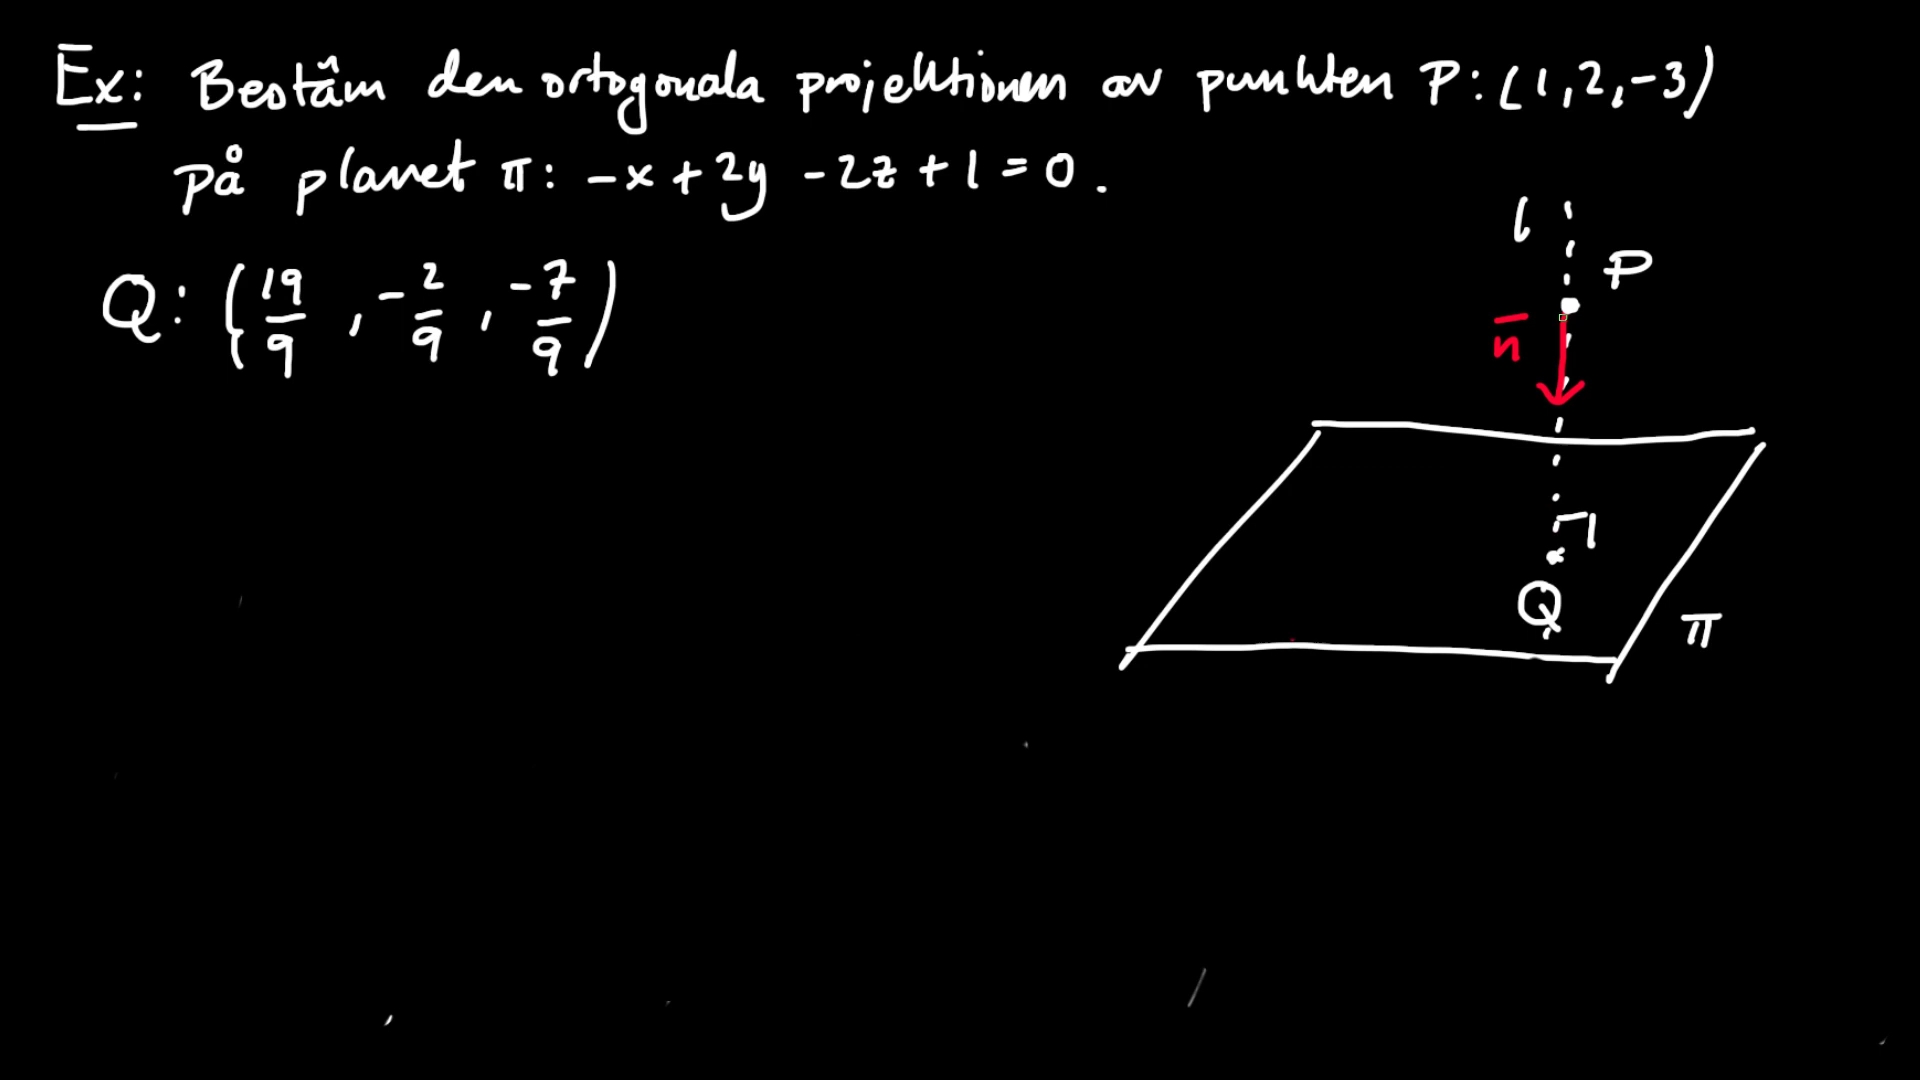 Ex: Bestäm den ortogonala projektionen av punkten P: (1, 2, -3)
på planet π: -x + 2y - 2z + 1 = 0.
Q: (19/9, -2/9, -7/9)
l
P
n̄
Q
π